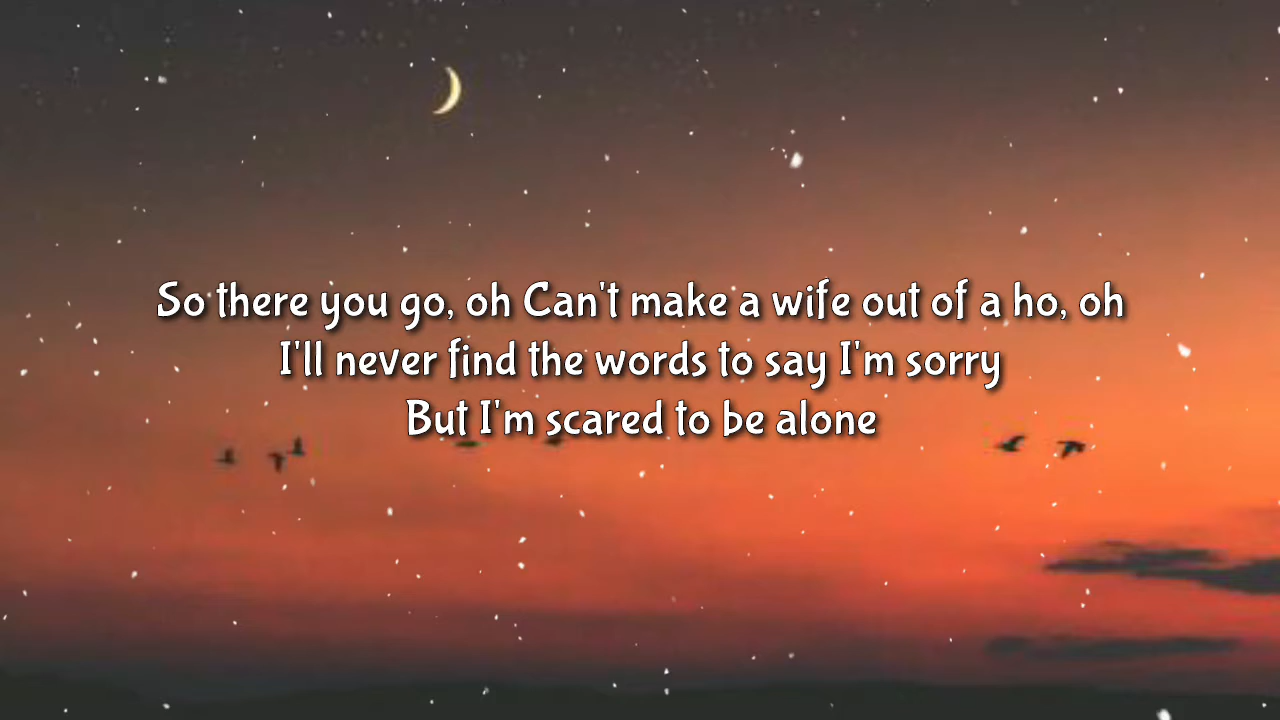 So there you go, oh Can't make a wife out of a ho, oh
I'll never find the words to say I'm sorry
But I'm scared to be alone